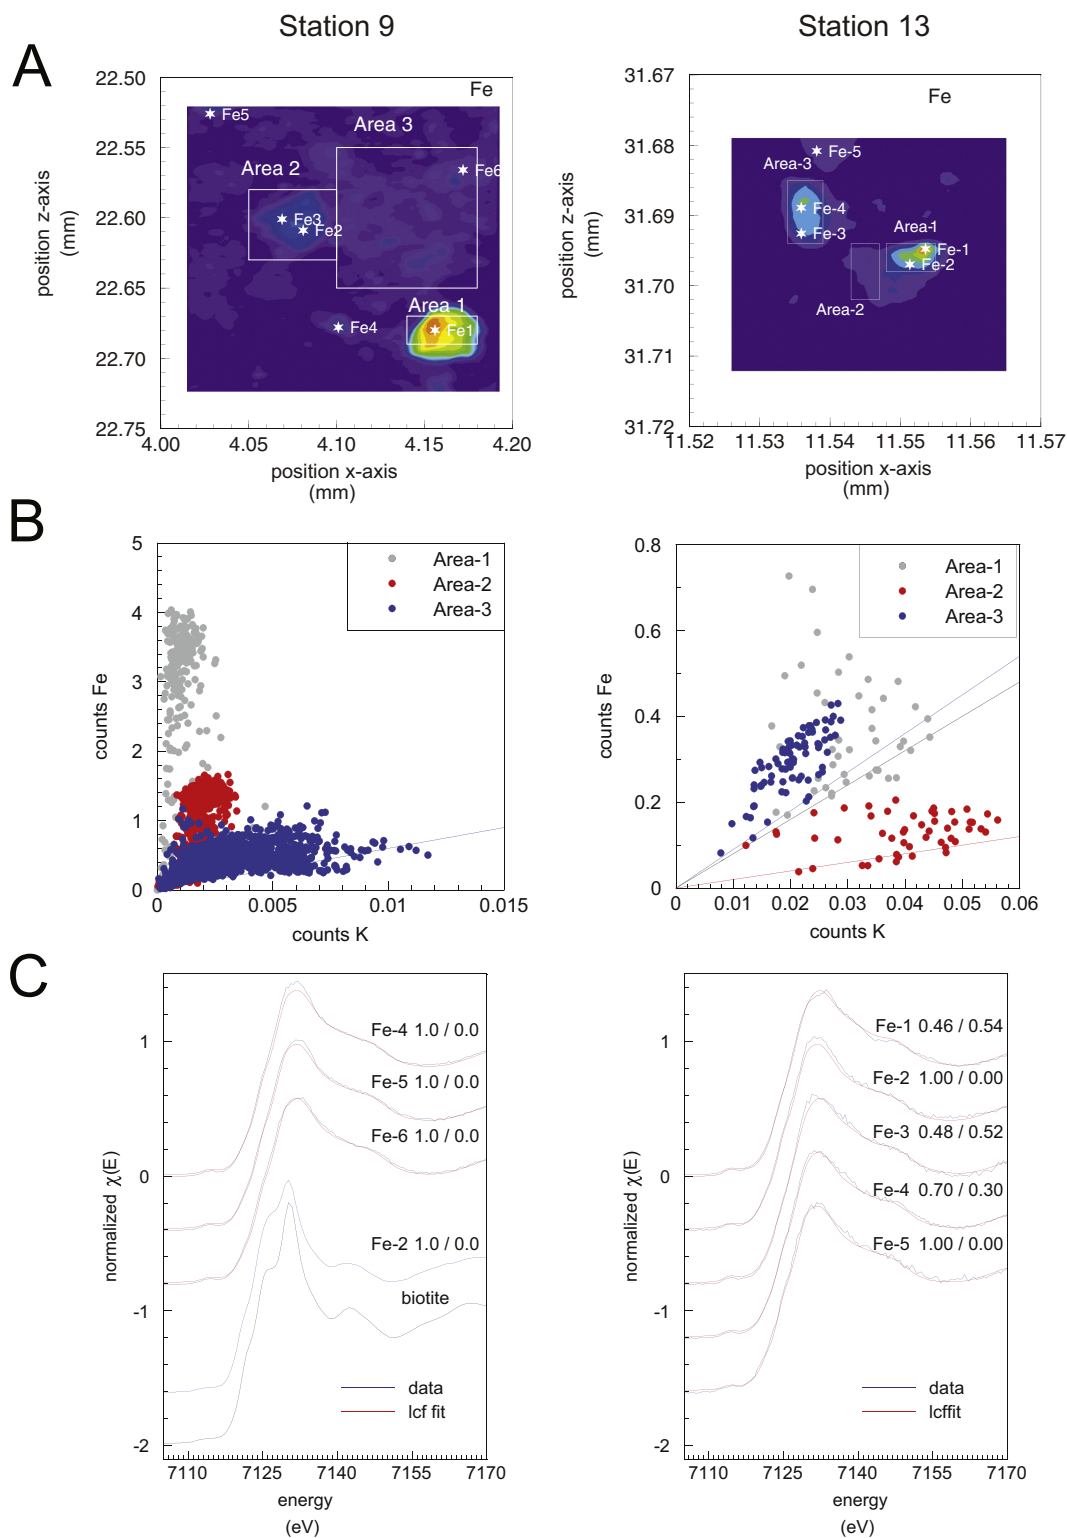 Station 9
Station 13
A
Fe
22.50
22.55
22.60
22.65
22.70
22.75
4.00
4.05
4.10
4.15
4.20
position z-axis
(mm)
position x-axis
(mm)
Fe5
Area 3
Area 2
Fe6
Fe3
Fe2
Area 1
Fe4
Fe1
Fe
31.67
31.68
31.69
31.70
31.71
31.72
11.52
11.53
11.54
11.55
11.56
11.57
position z-axis
(mm)
position x-axis
(mm)
Fe-5
Area-3
Fe-4
Fe-3
Area-1
Fe-1
Fe-2
Area-2
B
5
4
3
2
1
0
0
0.005
0.01
0.015
counts Fe
counts K
Area-1
Area-2
Area-3
0.8
0.6
0.4
0.2
0
0
0.01
0.02
0.03
0.04
0.05
0.06
counts Fe
counts K
Area-1
Area-2
Area-3
C
1
0
-1
-2
7110
7125
7140
7155
7170
normalized χ(E)
energy
(eV)
Fe-4 1.0 / 0.0
Fe-5 1.0 / 0.0
Fe-6 1.0 / 0.0
Fe-2 1.0 / 0.0
biotite
data
lcf fit
1
0
-1
-2
7110
7125
7140
7155
7170
normalized χ(E)
energy
(eV)
Fe-1 0.46 / 0.54
Fe-2 1.00 / 0.00
Fe-3 0.48 / 0.52
Fe-4 0.70 / 0.30
Fe-5 1.00 / 0.00
data
lcffit